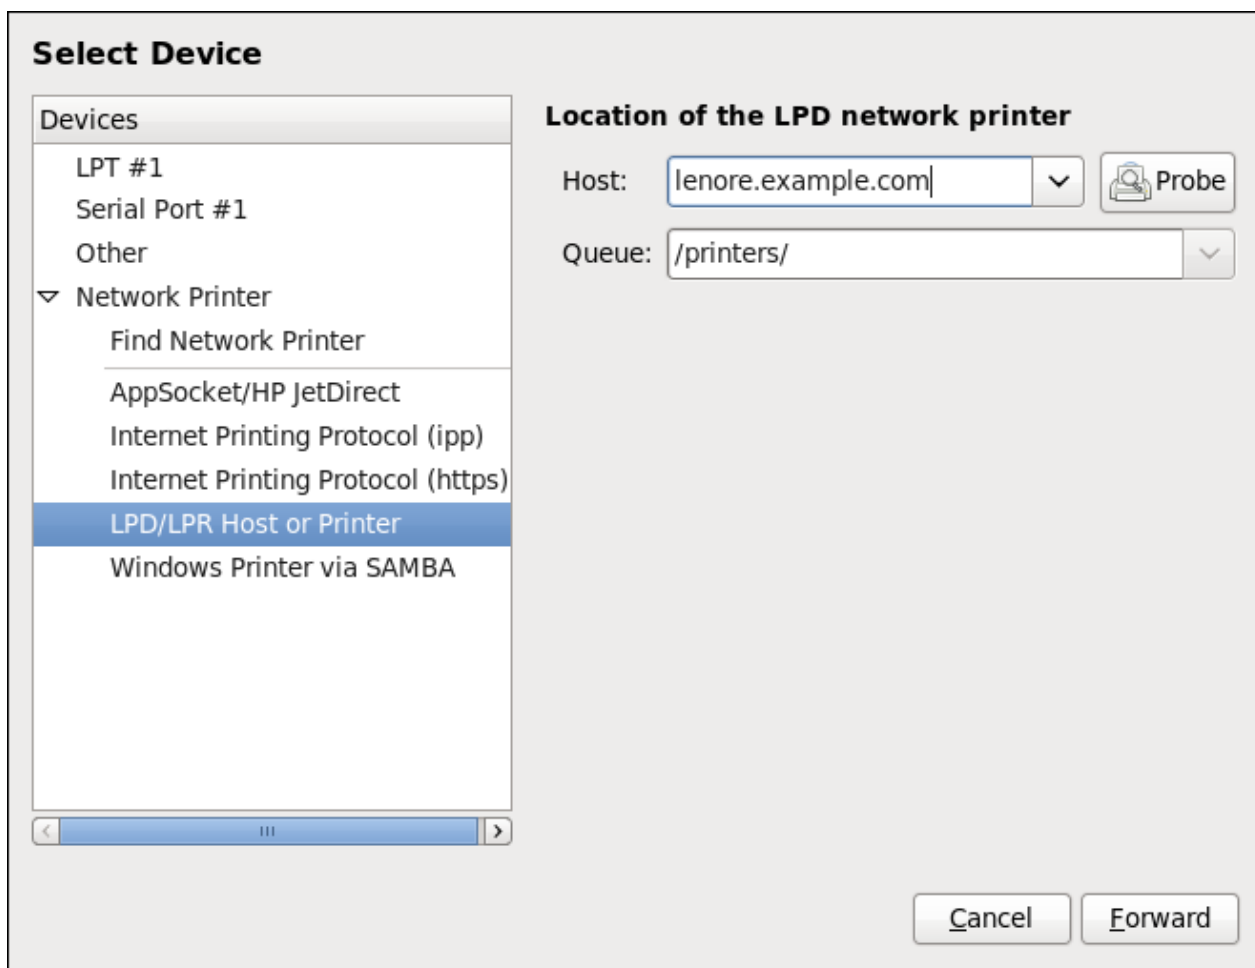 Select Device
Devices
LPT #1
Serial Port #1
Other
Network Printer
Find Network Printer
AppSocket/HP JetDirect
Internet Printing Protocol (ipp)
Internet Printing Protocol (https)
LPD/LPR Host or Printer
Windows Printer via SAMBA
Location of the LPD network printer
Host: lenore.example.com Probe
Queue: /printers/
Cancel Forward